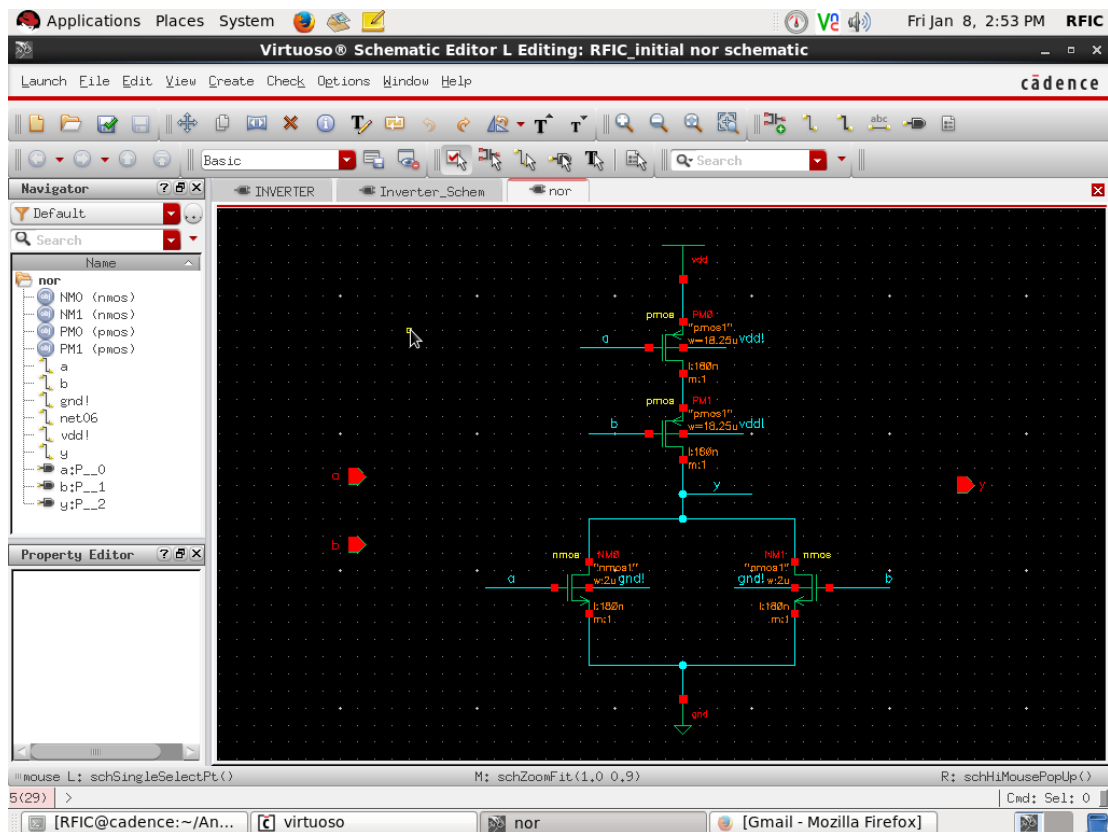 Applications Places System Fri Jan 8, 2:53 PM RFIC
Virtuoso® Schematic Editor L Editing: RFIC_initial nor schematic
Launch File Edit View Create Check Options Window Help cādence
abc
Basic Search
Navigator
INVERTER Inverter_Schem nor
Default
Search
Name
nor
NM0 (nmos)
NM1 (nmos)
PM0 (pmos)
PM1 (pmos)
a
b
gnd!
net06
vdd!
y
a:P__0
b:P__1
y:P__2
Property Editor
vdd
pmos PM0
"pmos1"
a w=18.25u vdd!
l:180n
m:1
pmos PM1
"pmos1"
b w=18.25u vdd!
l:180n
m:1
a y y
b
nmos NM0 NM1 nmos
"nmos1" "nmos1"
a w:2u gnd! gnd! w:2u b
l:180n l:180n
m:1 m:1
gnd
mouse L: schSingleSelectPt() M: schZoomFit(1.0 0.9) R: schHiMousePopUp()
5(29) > Cmd: Sel: 0
[RFIC@cadence:~/An... virtuoso nor [Gmail - Mozilla Firefox]